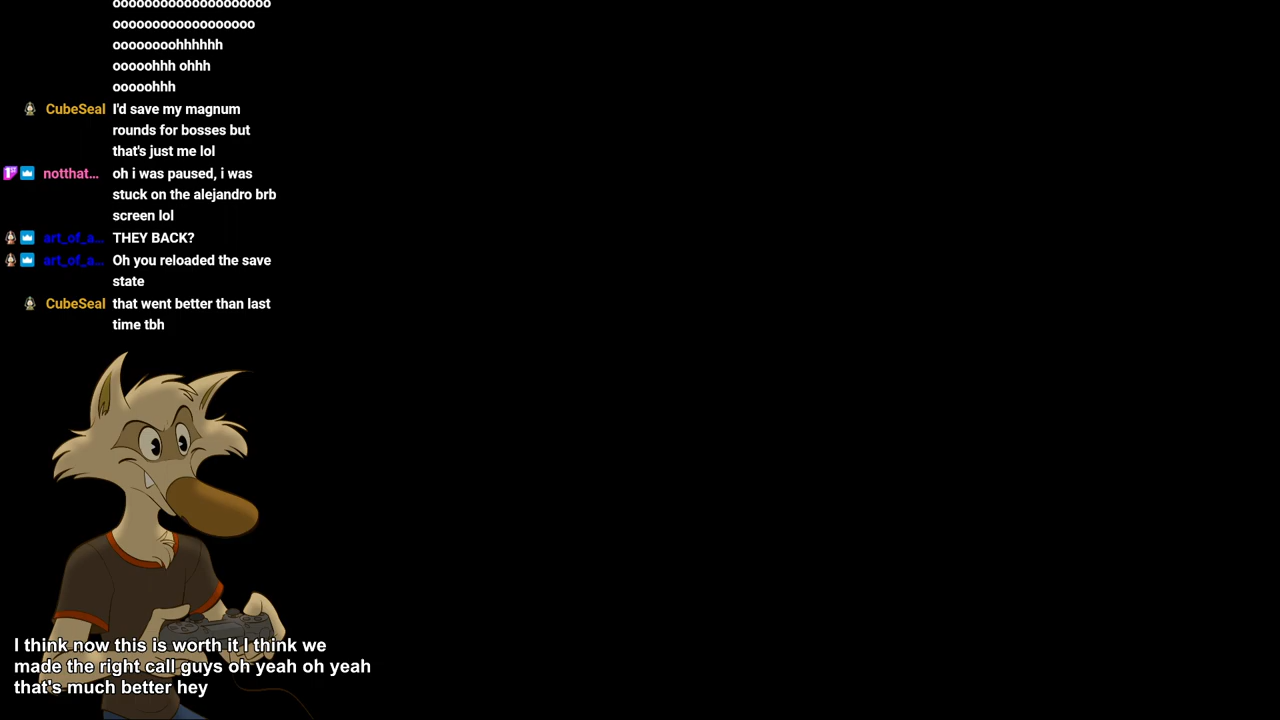 ooooooooooooooooooo
oooooooooooooooooo
oooooooohhhhhh
ooooohhh ohhh
ooooohhh
CubeSeal I'd save my magnum
rounds for bosses but
that's just me lol
notthat... oh i was paused, i was
stuck on the alejandro brb
screen lol
art_of_a... THEY BACK?
art_of_a... Oh you reloaded the save
state
CubeSeal that went better than last
time tbh
I think now this is worth it I think we
made the right call guys oh yeah oh yeah
that's much better hey